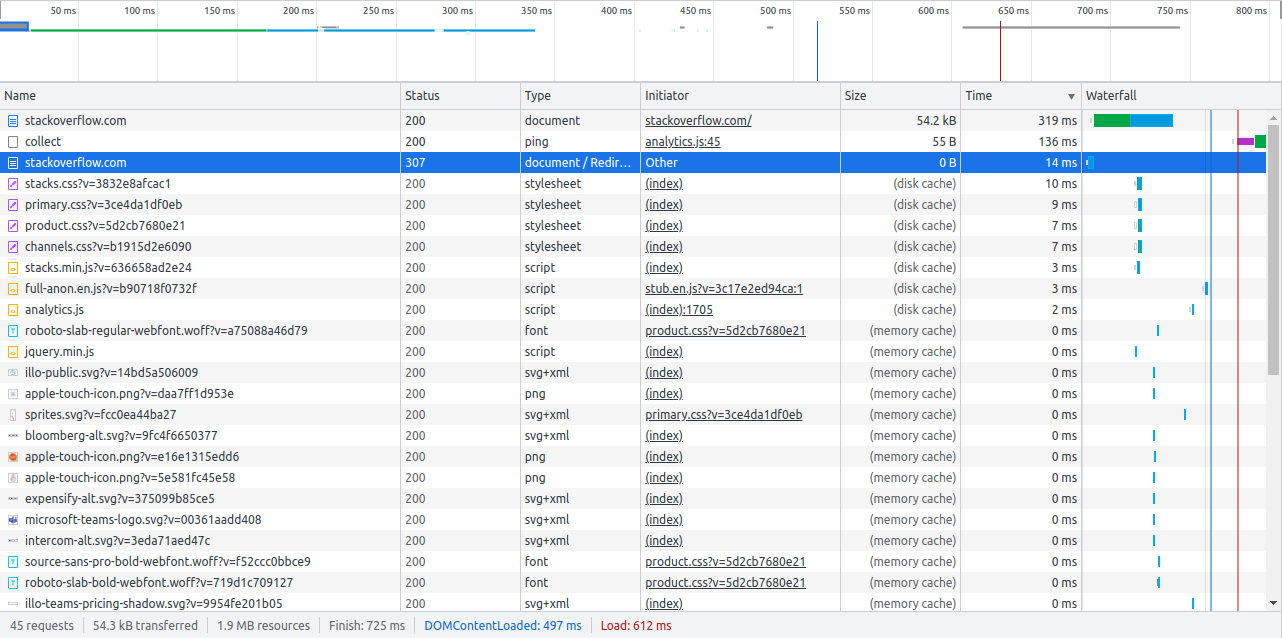 50 ms 100 ms 150 ms 200 ms 250 ms 300 ms 350 ms 400 ms 450 ms 500 ms 550 ms 600 ms 650 ms 700 ms 750 ms 800 ms
Name Status Type Initiator Size Time Waterfall
stackoverflow.com 200 document stackoverflow.com/ 54.2 kB 319 ms
collect 200 ping analytics.js:45 55 B 136 ms
stackoverflow.com 307 document / Redir... Other 0 B 14 ms
stacks.css?v=3832e8afcac1 200 stylesheet (index) (disk cache) 10 ms
primary.css?v=3ce4da1df0eb 200 stylesheet (index) (disk cache) 9 ms
product.css?v=5d2cb7680e21 200 stylesheet (index) (disk cache) 7 ms
channels.css?v=b1915d2e6090 200 stylesheet (index) (disk cache) 7 ms
stacks.min.js?v=636658ad2e24 200 script (index) (disk cache) 3 ms
full-anon.en.js?v=b90718f0732f 200 script stub.en.js?v=3c17e2ed94ca:1 (disk cache) 3 ms
analytics.js 200 script (index):1705 (disk cache) 2 ms
roboto-slab-regular-webfont.woff?v=a75088a46d79 200 font product.css?v=5d2cb7680e21 (memory cache) 0 ms
jquery.min.js 200 script (index) (memory cache) 0 ms
illo-public.svg?v=14bd5a506009 200 svg+xml (index) (memory cache) 0 ms
apple-touch-icon.png?v=daa7ff1d953e 200 png (index) (memory cache) 0 ms
sprites.svg?v=fcc0ea44ba27 200 svg+xml primary.css?v=3ce4da1df0eb (memory cache) 0 ms
bloomberg-alt.svg?v=9fc4f6650377 200 svg+xml (index) (memory cache) 0 ms
apple-touch-icon.png?v=e16e1315edd6 200 png (index) (memory cache) 0 ms
apple-touch-icon.png?v=5e581fc45e58 200 png (index) (memory cache) 0 ms
expensify-alt.svg?v=375099b85ce5 200 svg+xml (index) (memory cache) 0 ms
microsoft-teams-logo.svg?v=00361aadd408 200 svg+xml (index) (memory cache) 0 ms
intercom-alt.svg?v=3eda71aed47c 200 svg+xml (index) (memory cache) 0 ms
source-sans-pro-bold-webfont.woff?v=f52ccc0bbce9 200 font product.css?v=5d2cb7680e21 (memory cache) 0 ms
roboto-slab-bold-webfont.woff?v=719d1c709127 200 font product.css?v=5d2cb7680e21 (memory cache) 0 ms
illo-teams-pricing-shadow.svg?v=9954fe201b05 200 svg+xml (index) (memory cache) 0 ms
45 requests 54.3 kB transferred 1.9 MB resources Finish: 725 ms DOMContentLoaded: 497 ms Load: 612 ms